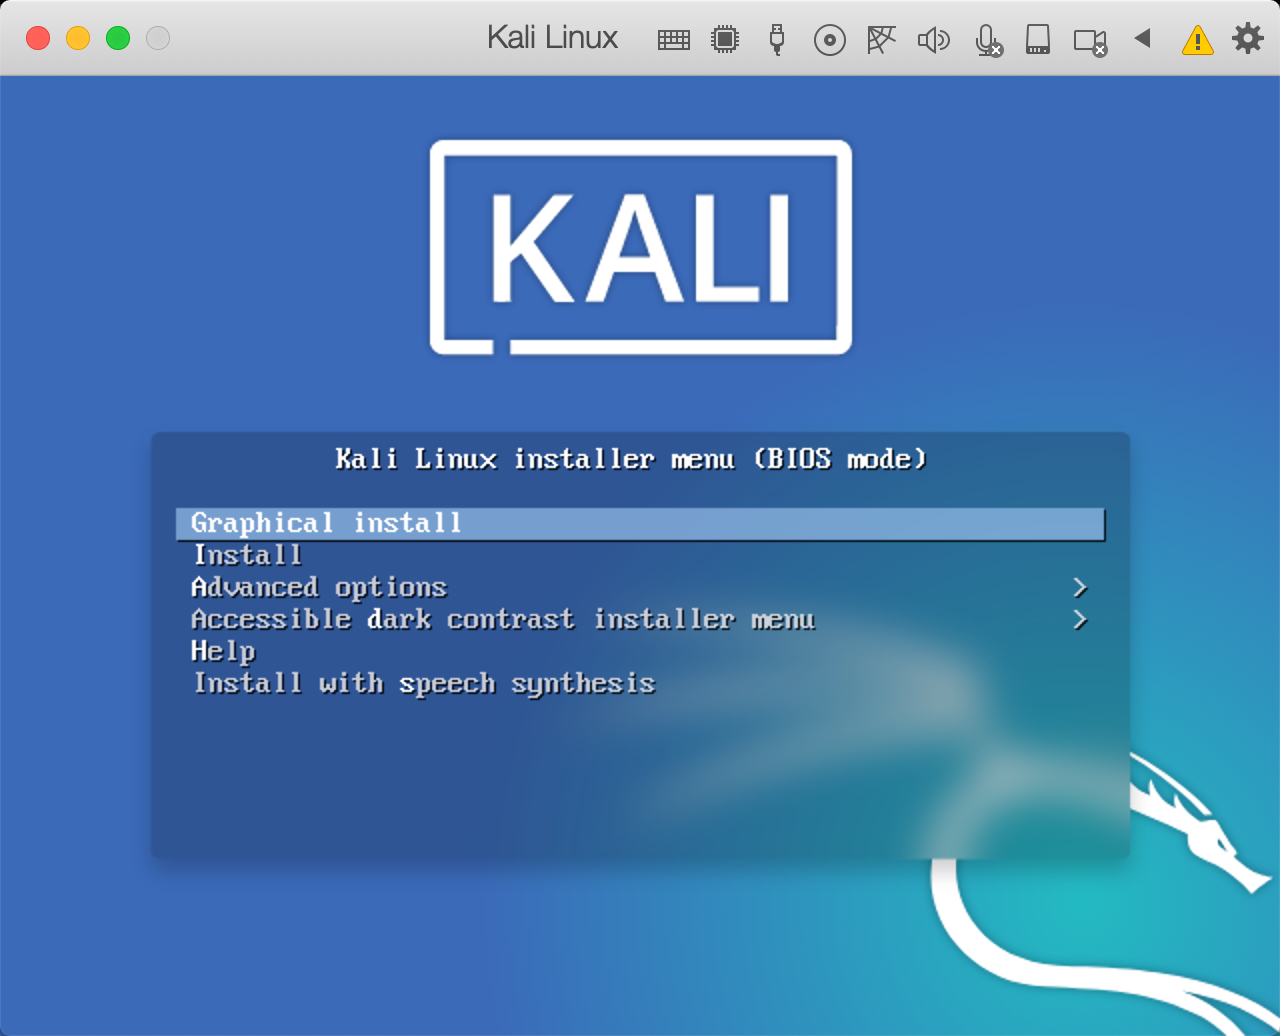 Kali Linux
KALI
Kali Linux installer menu (BIOS mode)
Graphical install
Install
Advanced options >
Accessible dark contrast installer menu >
Help
Install with speech synthesis